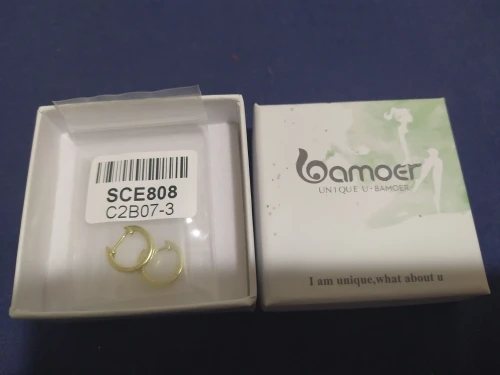 SCE808
C2B07-3
bamoer
UNIQUE U · BAMOER
I am unique,what about u